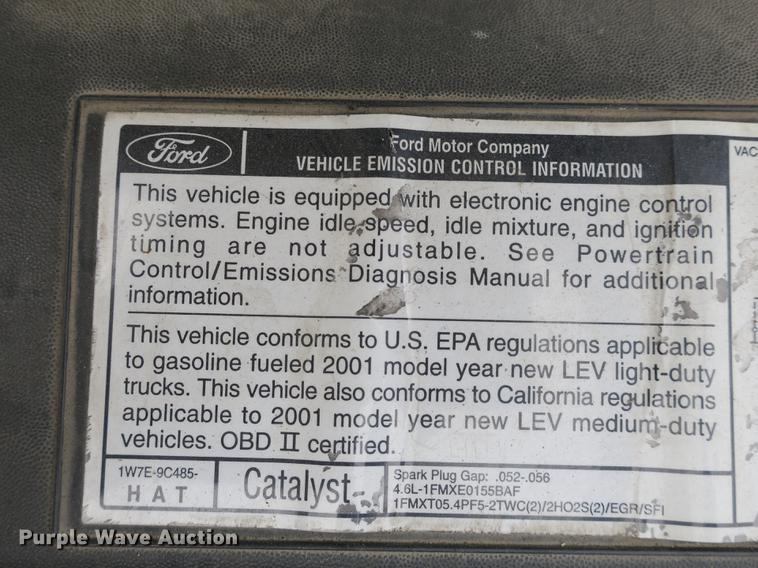 Ford
Ford Motor Company
VEHICLE EMISSION CONTROL INFORMATION
VAC
This vehicle is equipped with electronic engine control
systems. Engine idle speed, idle mixture, and ignition
timing are not adjustable. See Powertrain
Control/Emissions Diagnosis Manual for additional
information.
This vehicle conforms to U.S. EPA regulations applicable
to gasoline fueled 2001 model year new LEV light-duty
trucks. This vehicle also conforms to California regulations
applicable to 2001 model year new LEV medium-duty
vehicles. OBD II certified.
1W7E-9C485-
HAT
Catalyst
Spark Plug Gap: .052-.056
4.6L-1FMXE0155BAF
1FMXT05.4PF5-2TWC(2)/2HO2S(2)/EGR/SFI
Purple Wave Auction